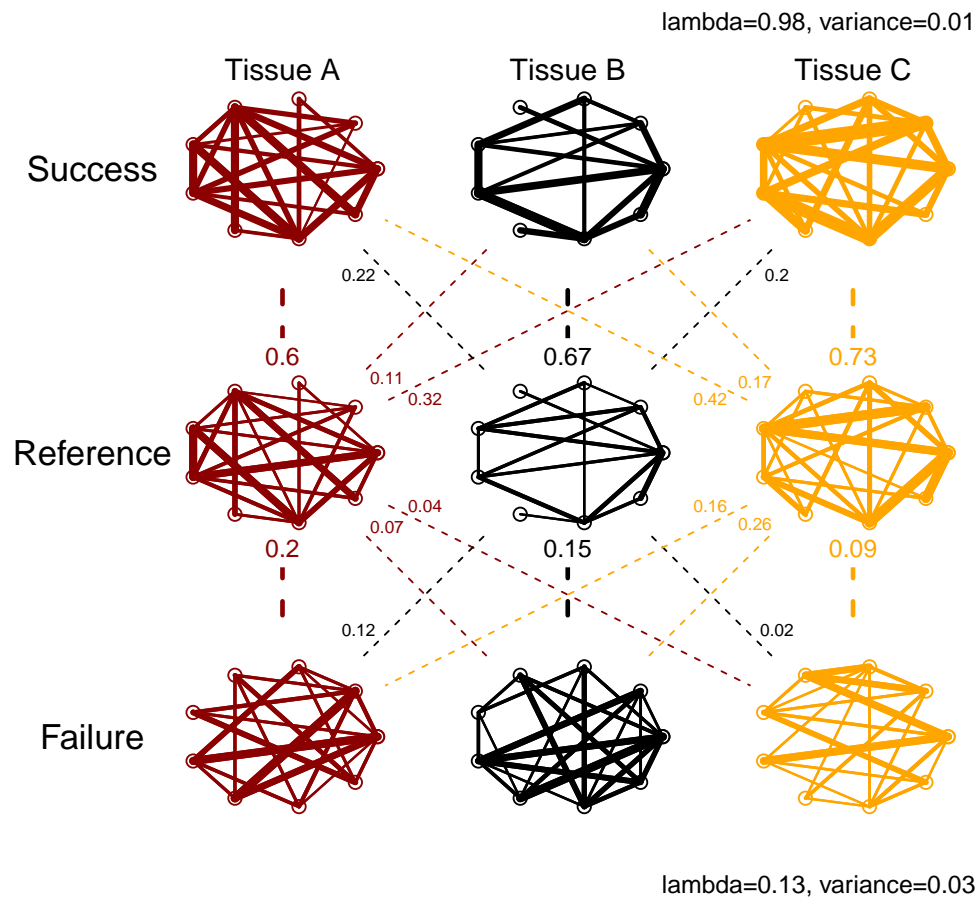 lambda=0.98, variance=0.01
Tissue A Tissue B Tissue C
Success
0.22 0.2
0.6 0.67 0.73
0.11 0.17
0.32 0.42
Reference
0.04 0.16
0.07 0.26
0.2 0.15 0.09
0.12 0.02
Failure
lambda=0.13, variance=0.03